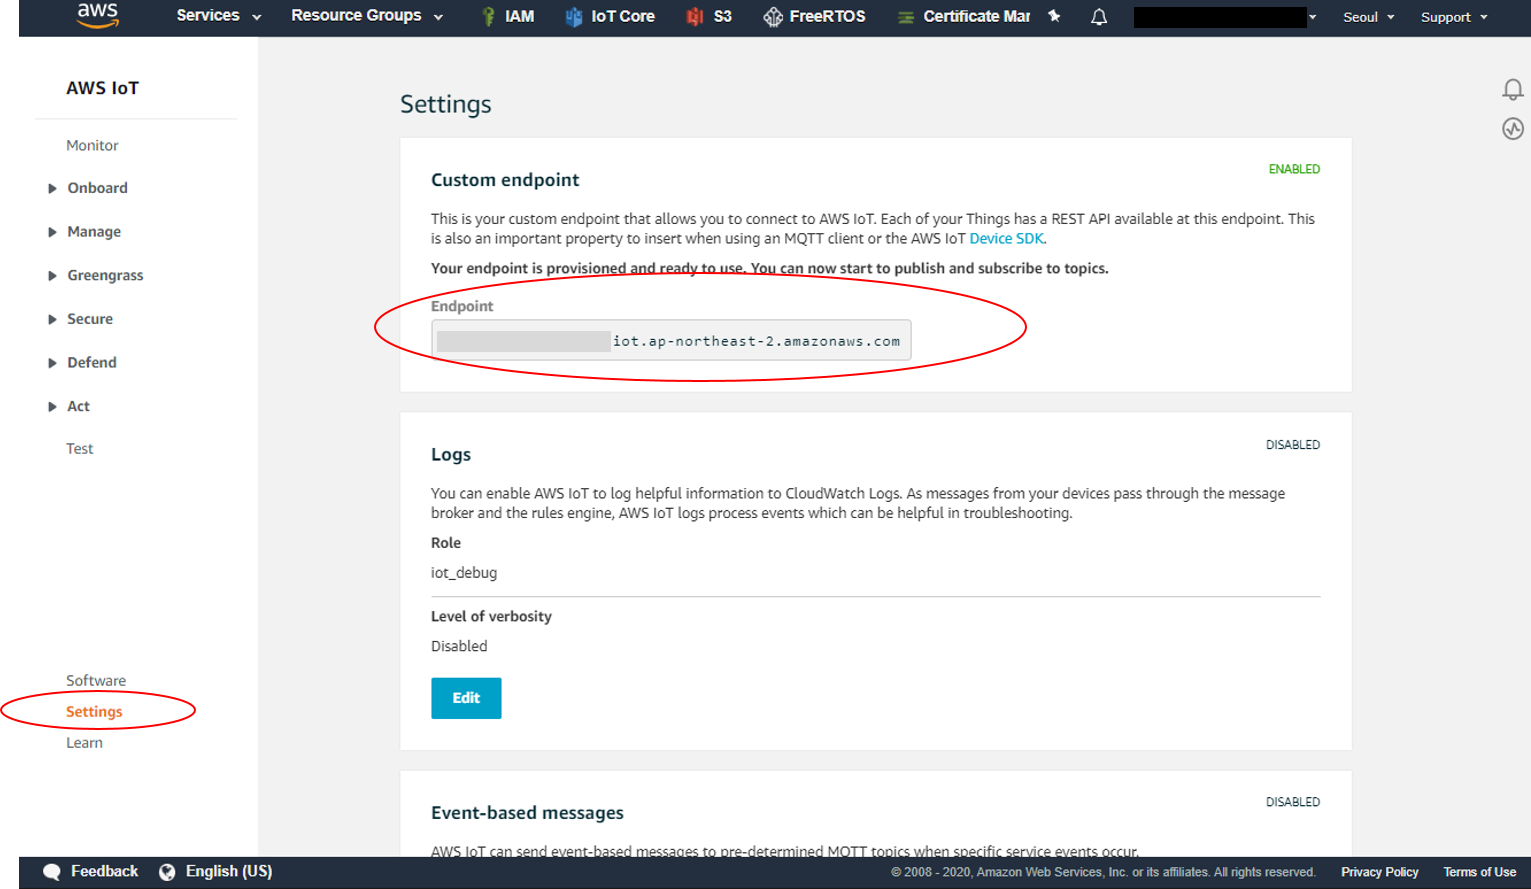 aws Services Resource Groups IAM IoT Core S3 FreeRTOS Certificate Mar Seoul Support
AWS IoT
Monitor
Onboard
Manage
Greengrass
Secure
Defend
Act
Test
Software
Settings
Learn
Settings
Custom endpoint
ENABLED
This is your custom endpoint that allows you to connect to AWS IoT. Each of your Things has a REST API available at this endpoint. This
is also an important property to insert when using an MQTT client or the AWS IoT Device SDK.
Your endpoint is provisioned and ready to use. You can now start to publish and subscribe to topics.
Endpoint
iot.ap-northeast-2.amazonaws.com
Logs
DISABLED
You can enable AWS IoT to log helpful information to CloudWatch Logs. As messages from your devices pass through the message
broker and the rules engine, AWS IoT logs process events which can be helpful in troubleshooting.
Role
iot_debug
Level of verbosity
Disabled
Edit
Event-based messages
DISABLED
AWS IoT can send event-based messages to pre-determined MQTT topics when specific service events occur.
Feedback English (US) © 2008 - 2020, Amazon Web Services, Inc. or its affiliates. All rights reserved. Privacy Policy Terms of Use